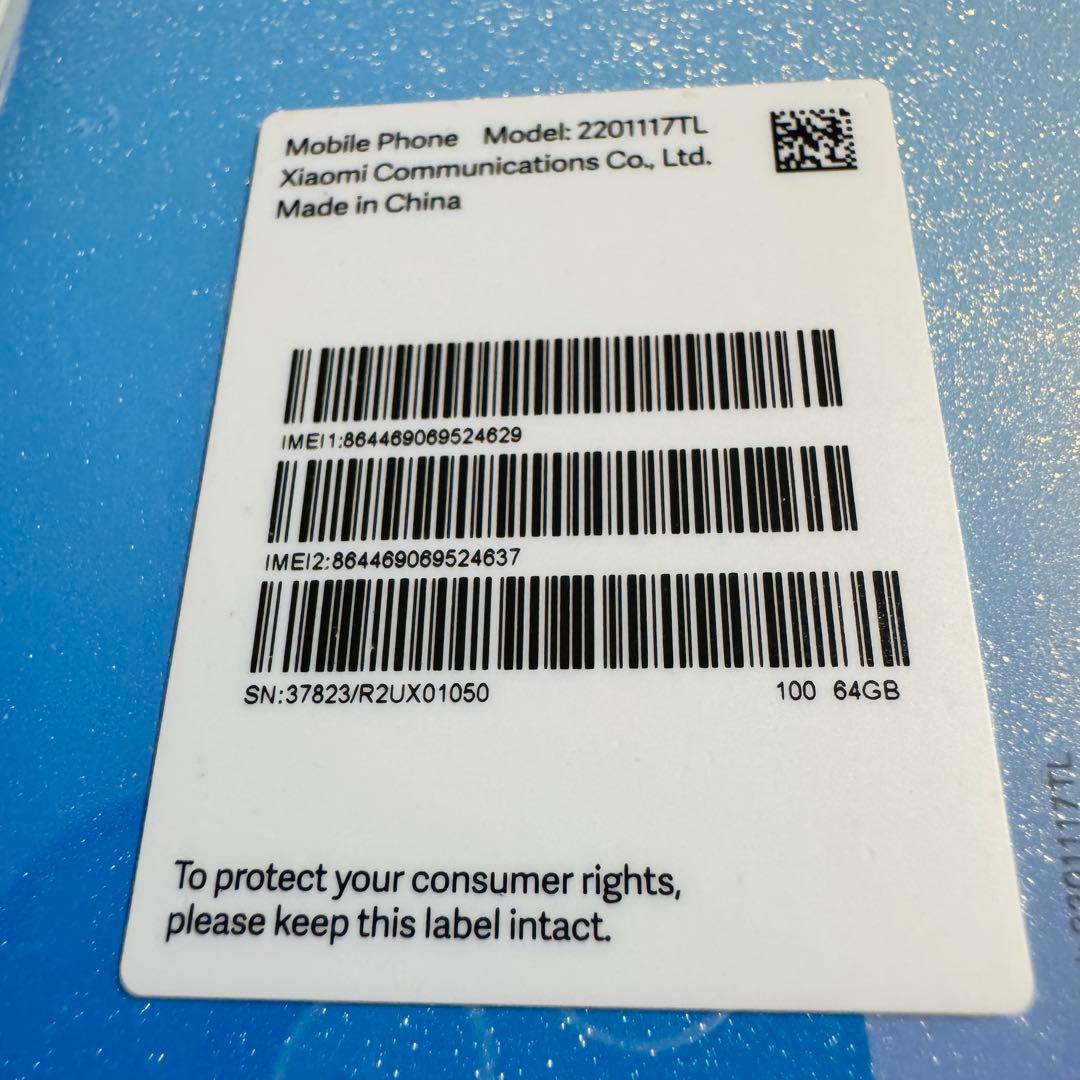 Mobile Phone Model: 2201117TL
Xiaomi Communications Co., Ltd.
Made in China
IMEI1:864469069524629
IMEI2:864469069524637
SN:37823/R2UX01050 100 64GB
To protect your consumer rights,
please keep this label intact.
2201117TL